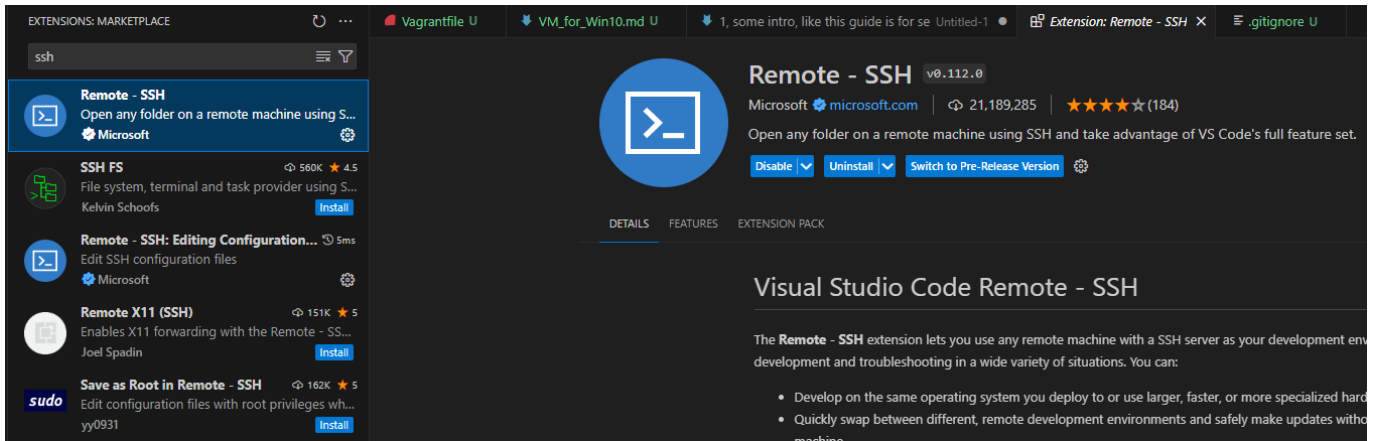 EXTENSIONS: MARKETPLACE
Vagrantfile U
VM_for_Win10.md U
1, some intro, like this guide is for se Untitled-1
Extension: Remote - SSH
.gitignore U
ssh
Remote - SSH
Open any folder on a remote machine using S...
Microsoft
SSH FS 560K 4.5
File system, terminal and task provider using S...
Kelvin Schoofs Install
Remote - SSH: Editing Configuration... 5ms
Edit SSH configuration files
Microsoft
Remote X11 (SSH) 151K 5
Enables X11 forwarding with the Remote - SS...
Joel Spadin Install
sudo
Save as Root in Remote - SSH 162K 5
Edit configuration files with root privileges wh...
yy0931 Install
Remote - SSH v0.112.0
Microsoft microsoft.com 21,189,285 (184)
Open any folder on a remote machine using SSH and take advantage of VS Code's full feature set.
Disable Uninstall Switch to Pre-Release Version
DETAILS FEATURES EXTENSION PACK
Visual Studio Code Remote - SSH
The Remote - SSH extension lets you use any remote machine with a SSH server as your development env
development and troubleshooting in a wide variety of situations. You can:
• Develop on the same operating system you deploy to or use larger, faster, or more specialized hard
• Quickly swap between different, remote development environments and safely make updates witho
machine.